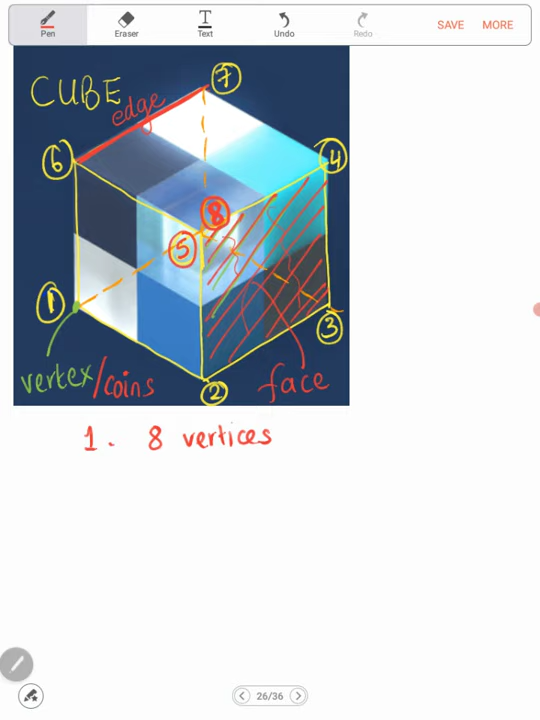 Pen Eraser Text Undo Redo SAVE MORE
CUBE
edge
7
6
4
8
5
1
3
2
vertex/coins
face
1. 8 vertices
26/36